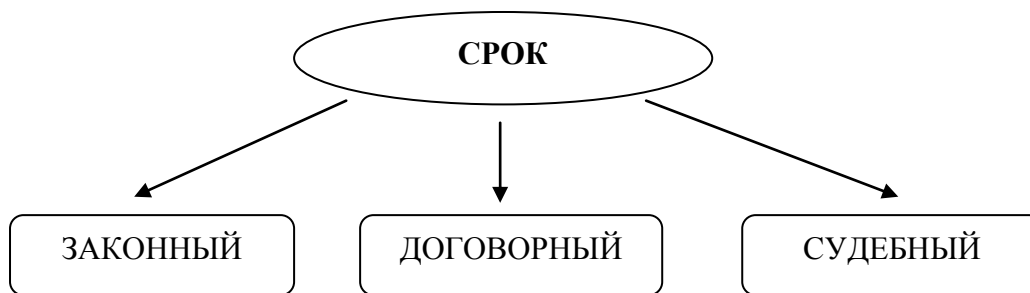 СРОК
ЗАКОННЫЙ ДОГОВОРНЫЙ СУДЕБНЫЙ